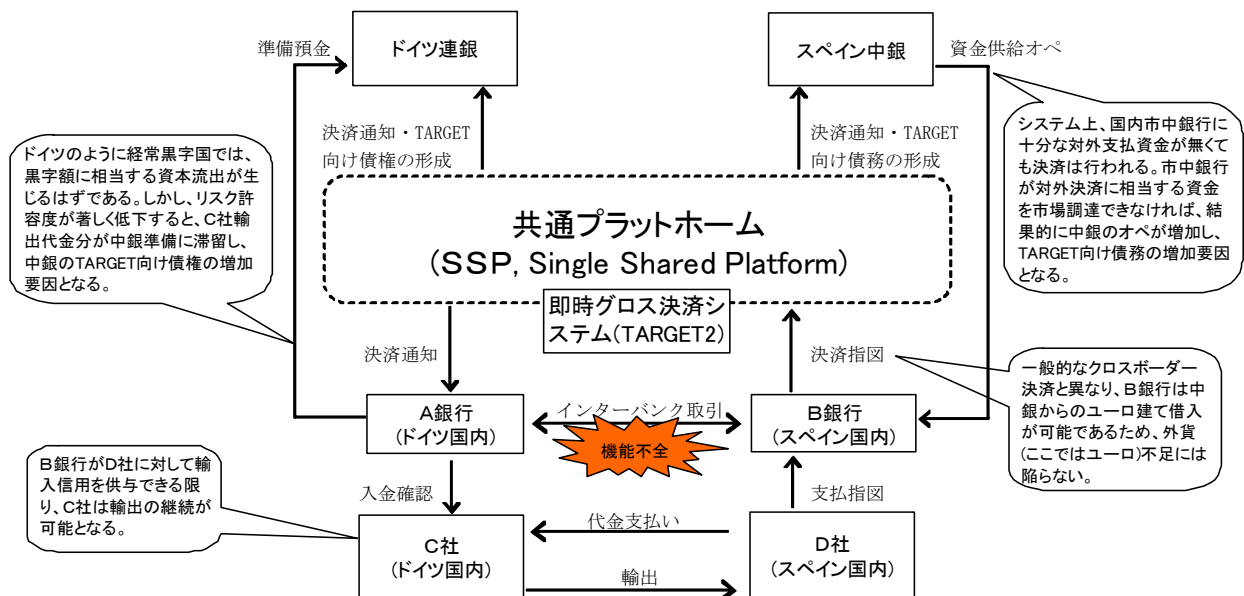 準備預金
ドイツ連銀
スペイン中銀
資金供給オペ
決済通知・TARGET
向け債権の形成
決済通知・TARGET
向け債務の形成
ドイツのように経常黒字国では、
黒字額に相当する資本流出が生
じるはずである。しかし、リスク許
容度が著しく低下すると、C社輸
出代金分が中銀準備に滞留し、
中銀のTARGET向け債権の増加
要因となる。
システム上、国内市中銀行に
十分な対外支払資金が無くて
も決済は行われる。市中銀行
が対外決済に相当する資金
を市場調達できなければ、結
果的に中銀のオペが増加し、
TARGET向け債務の増加要因
となる。
共通プラットホーム
(SSP, Single Shared Platform)
即時グロス決済シ
ステム(TARGET2)
決済通知
決済指図
一般的なクロスボーダー
決済と異なり、B銀行は中
銀からのユーロ建て借入
が可能であるため、外貨
(ここではユーロ)不足には
陥らない。
A銀行
(ドイツ国内)
インターバンク取引
機能不全
B銀行
(スペイン国内)
B銀行がD社に対して輸
入信用を供与できる限
り、C社は輸出の継続が
可能となる。
入金確認
支払指図
代金支払い
C社
(ドイツ国内)
D社
(スペイン国内)
輸出